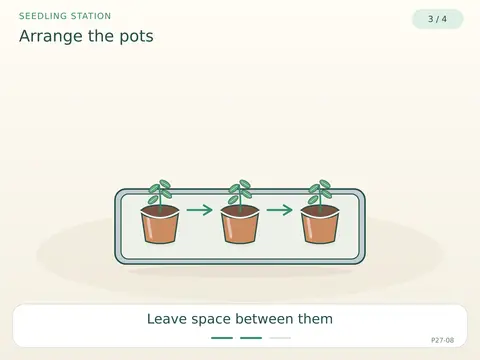 SEEDLING STATION
Arrange the pots
3 / 4
Leave space between them
P27-08